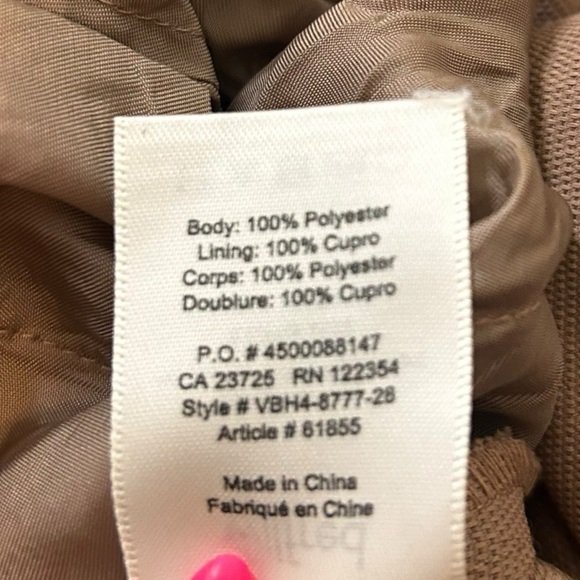 Body: 100% Polyester
Lining: 100% Cupro
Corps: 100% Polyester
Doublure: 100% Cupro
P.O. # 4500088147
CA 23725 RN 122354
Style # VBH4-8777-28
Article # 61855
Made in China
Fabriqué en Chine